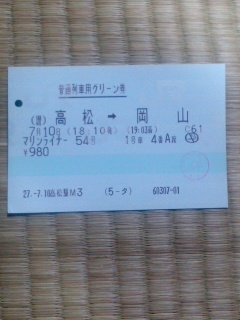 普通列車用グリーン券
(讃) 高松 → 岡山
7月10日 (18:10発) (19:03着) C61
マリンライナー 54号 1号車 4番A席
¥980
27.-7.10高松駅M3 (5-タ) 60307-01